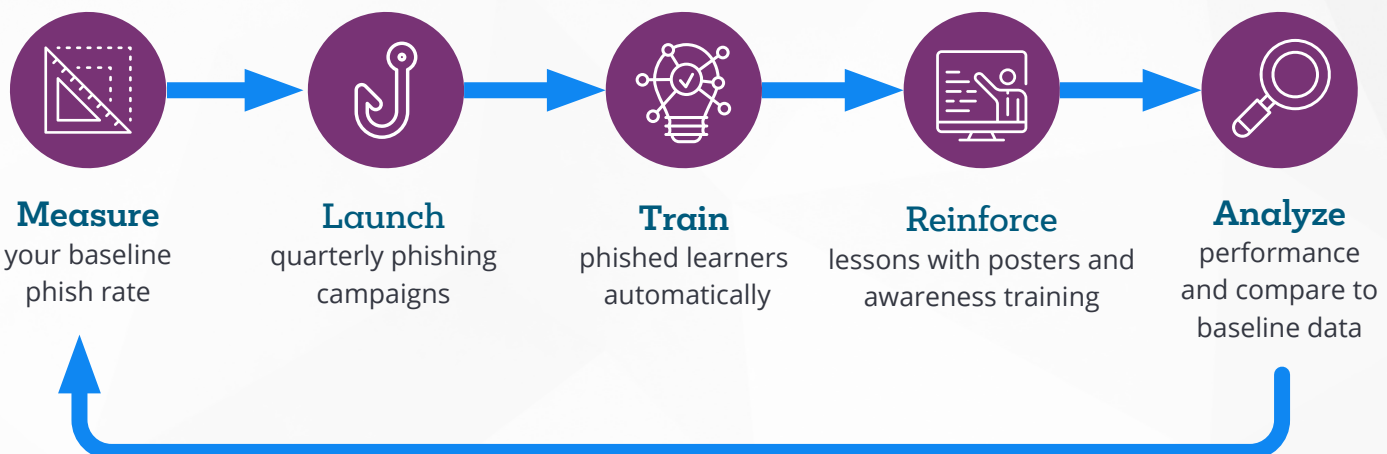 Measure
your baseline
phish rate
Launch
quarterly phishing
campaigns
Train
phished learners
automatically
Reinforce
lessons with posters and
awareness training
Analyze
performance
and compare to
baseline data